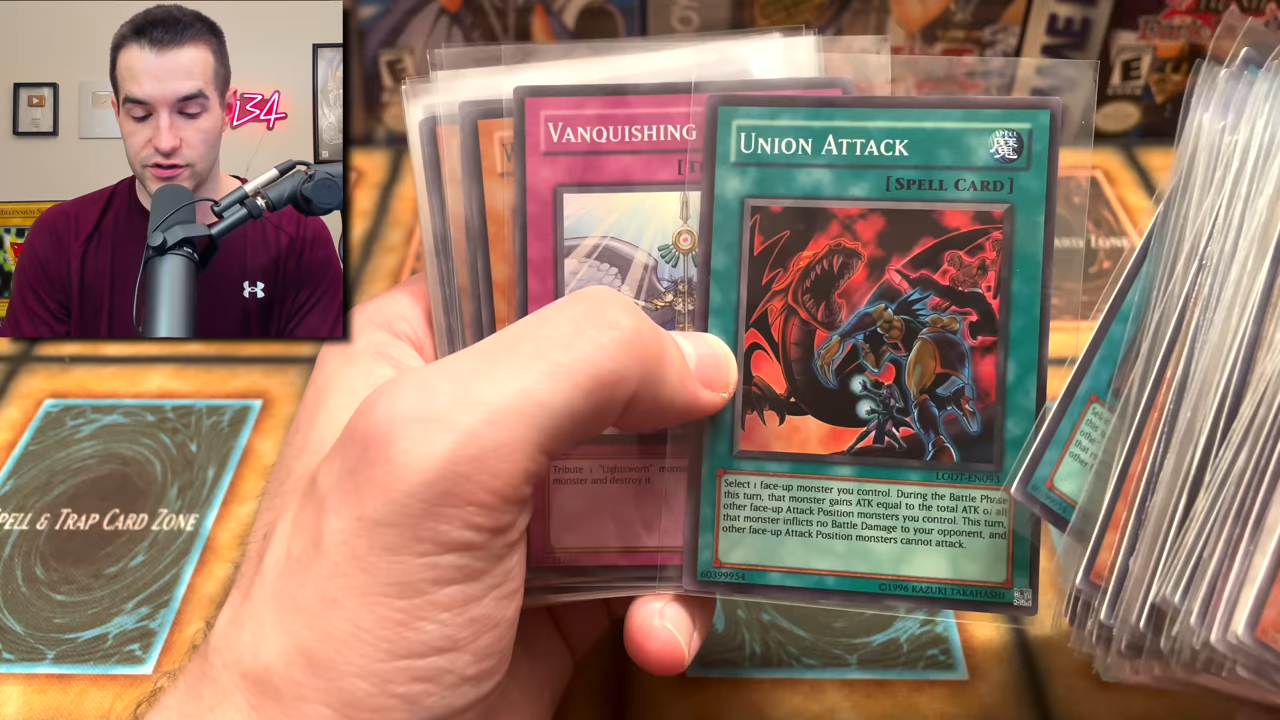 134
VANQUISHING
UNION ATTACK
SPELL
魔
[SPELL CARD]
LODT-EN093
Select 1 face-up monster you control. During the Battle Phase
this turn, that monster gains ATK equal to the total ATK of all
other face-up Attack Position monsters you control. This turn,
that monster inflicts no Battle Damage to your opponent, and
other face-up Attack Position monsters cannot attack.
60399954
©1996 KAZUKI TAKAHASHI
Tribute 1 "Lightsworn"
monster and destroy it.
& TRAP CARD ZONE
E
E